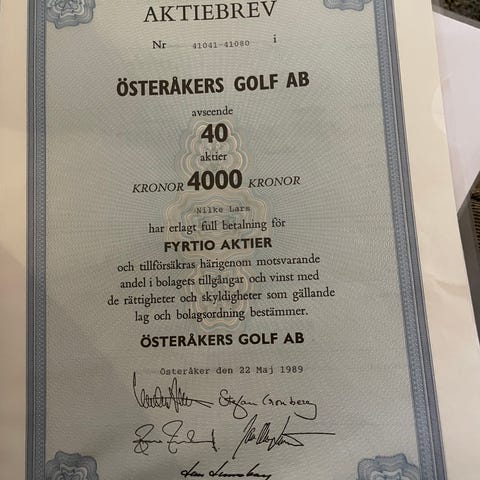 AKTIEBREV
Nr 41041-41080 i
ÖSTERÅKERS GOLF AB
avseende
40
aktier
KRONOR 4000 KRONOR
Nilke Lars
har erlagt full betalning för
FYRTIO AKTIER
och tillförsäkras härigenom motsvarande
andel i bolagets tillgångar och vinst med
de rättigheter och skyldigheter som gällande
lag och bolagsordning bestämmer.
ÖSTERÅKERS GOLF AB
Österåker den 22 Maj 1989
Stefan Cronberg